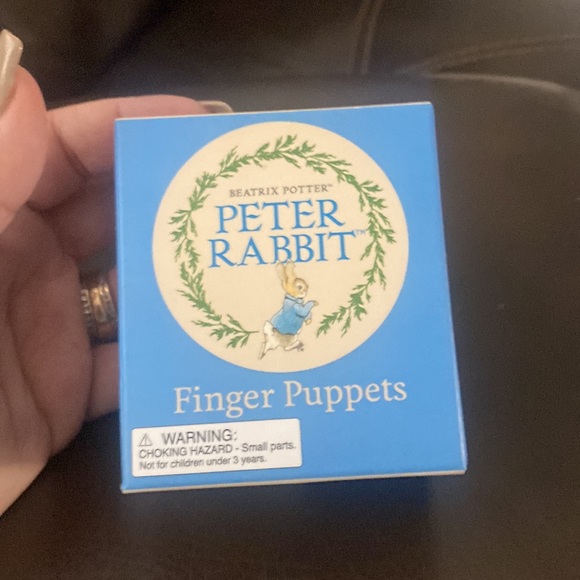 BEATRIX POTTER™
PETER
RABBIT™
Finger Puppets
⚠ WARNING:
CHOKING HAZARD - Small parts.
Not for children under 3 years.